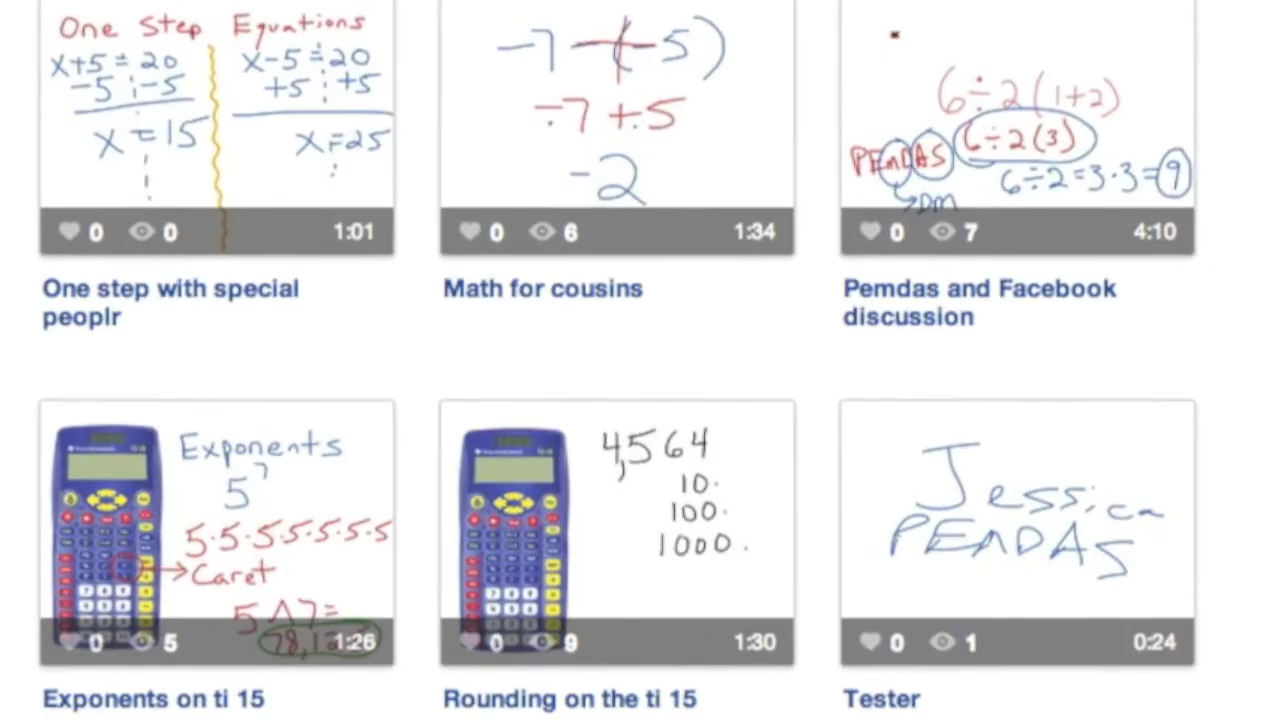 One Step Equations
x+5=20
-5 -5
x=15
x-5=20
+5 +5
x=25
0 0 1:01
One step with special
peoplr
-7 -(-5)
-7+5
-2
0 6 1:34
Math for cousins
6÷2(1+2)
PEMDAS 6÷2(3)
6÷2=3·3=9
DM
0 7 4:10
Pemdas and Facebook
discussion
Exponents
5⁷
5·5·5·5·5·5·5
Caret
5^7=
0 5 1:26
Exponents on ti 15
4,564
10.
100.
1000.
0 9 1:30
Rounding on the ti 15
Jessica
PEMDAS
0 1 0:24
Tester